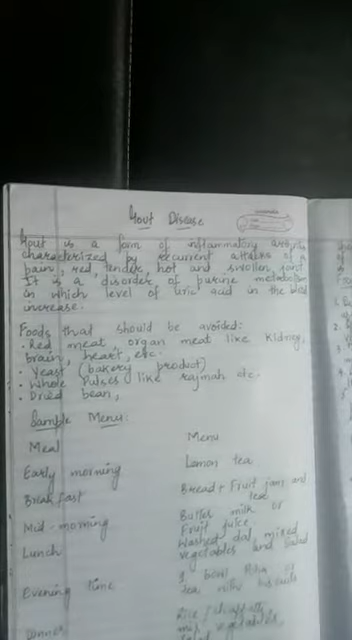 Gout Disease
Gout is a form of inflammatory
characterized by recurrent attacks of a
pain, red, tender, hot and swollen joint
It is a disorder of purine
in which level of uric acid in the blood
increase.
Foods that should be avoided:
• Red meat, organ meat like kidney,
brain, heart, etc.
• Yeast (bakery product)
• Whole Pulses like rajmah etc.
• Dried bean,
Sample Menu:
Meal Menu
Early morning Lemon tea
Breakfast Bread + Fruit jam and
tea
Mid-morning Butter milk or
Fruit juice
Lunch Washed dal, mixed
vegetables and salad
Evening time 1 bowl
tea with biscuits
Dinner Rice / chappati,
mix vegetables,